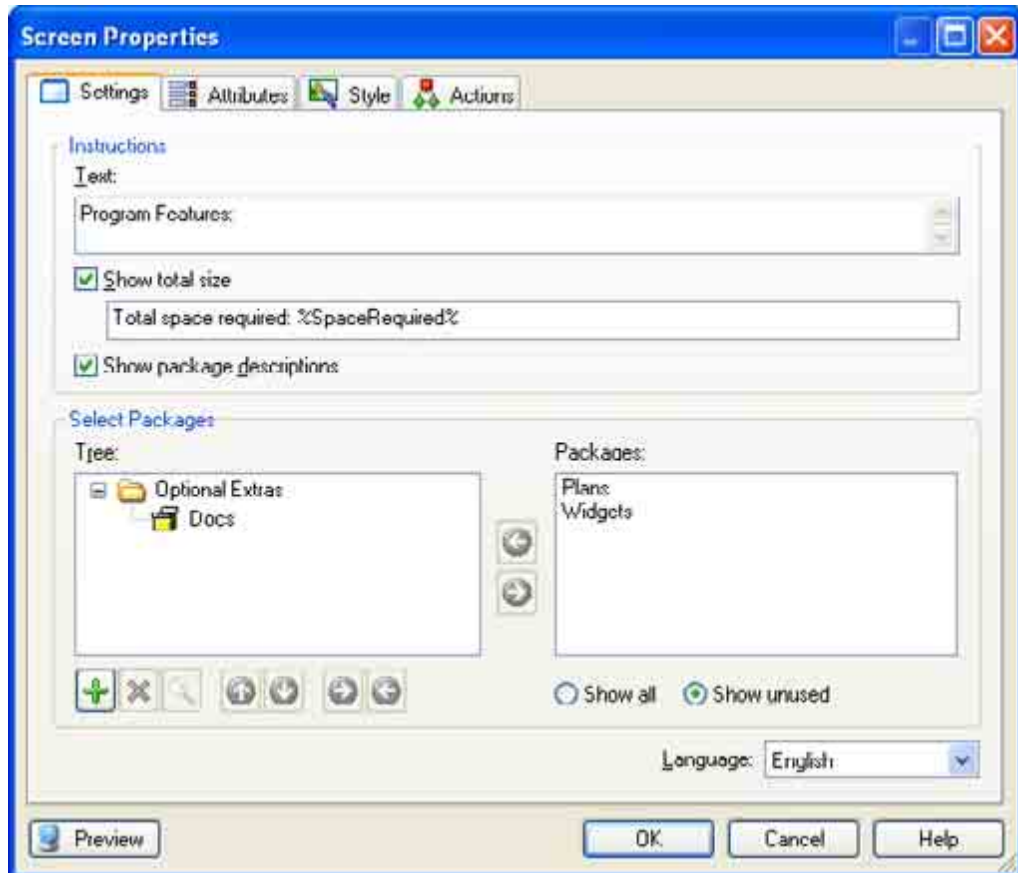 Screen Properties
Settings Attributes Style Actions
Instructions
Text:
Program Features:
Show total size
Total space required: %SpaceRequired%
Show package descriptions
Select Packages
Tree: Packages:
Optional Extras Plans
Docs Widgets
Show all Show unused
Language: English
Preview OK Cancel Help